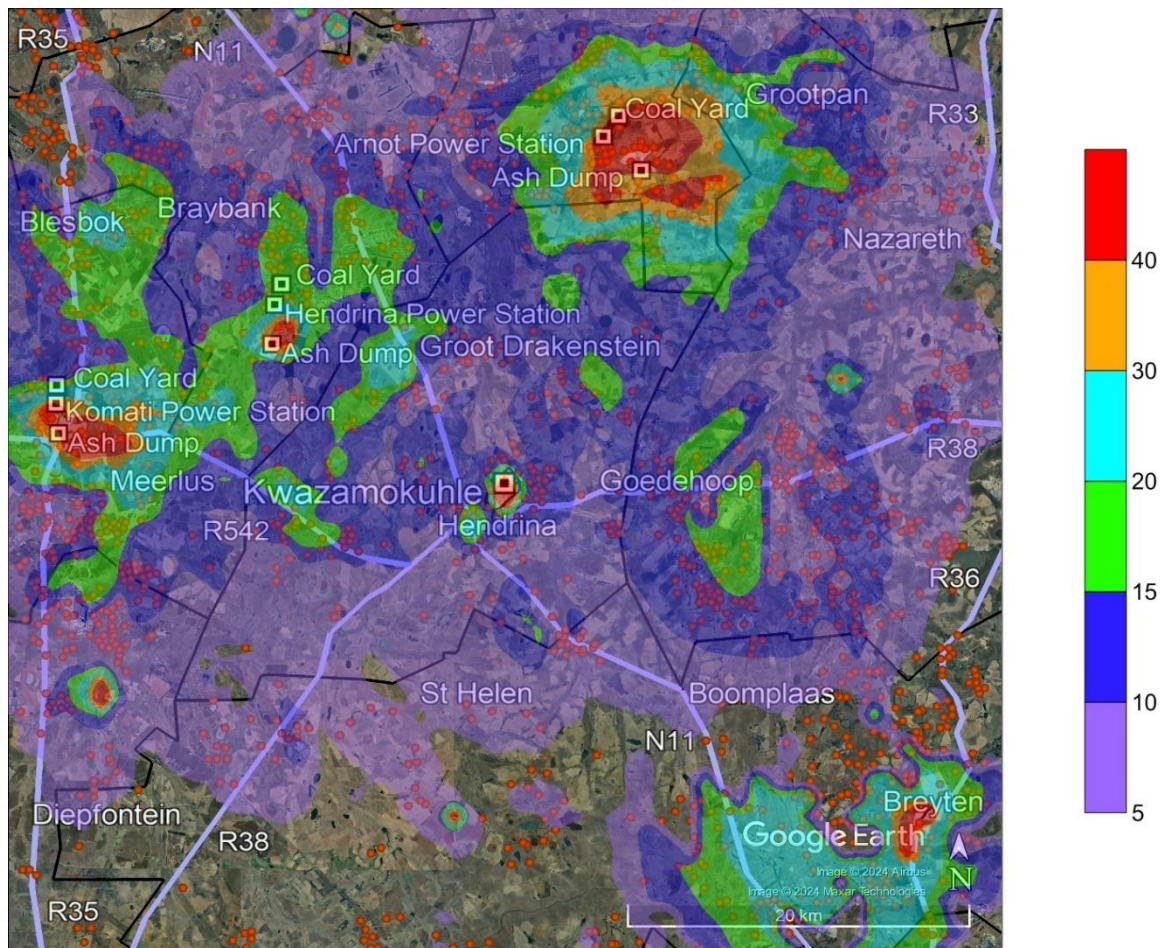 R35
N11
Coal Yard
Grootpan
R33
Arnot Power Station
Ash Dump
Blesbok
Braybank
Nazareth
Coal Yard
Hendrina Power Station
Ash Dump
Groot Drakenstein
Coal Yard
Komati Power Station
Ash Dump
R38
Meerlus
Kwazamokuhle
Goedehoop
R542
Hendrina
R36
St Helen
Boomplaas
N11
Diepfontein
R38
Breyten
Google Earth
Image © 2024 Airbus
Image © 2024 Maxar Technologies
N
R35
20 km
40
30
20
15
10
5